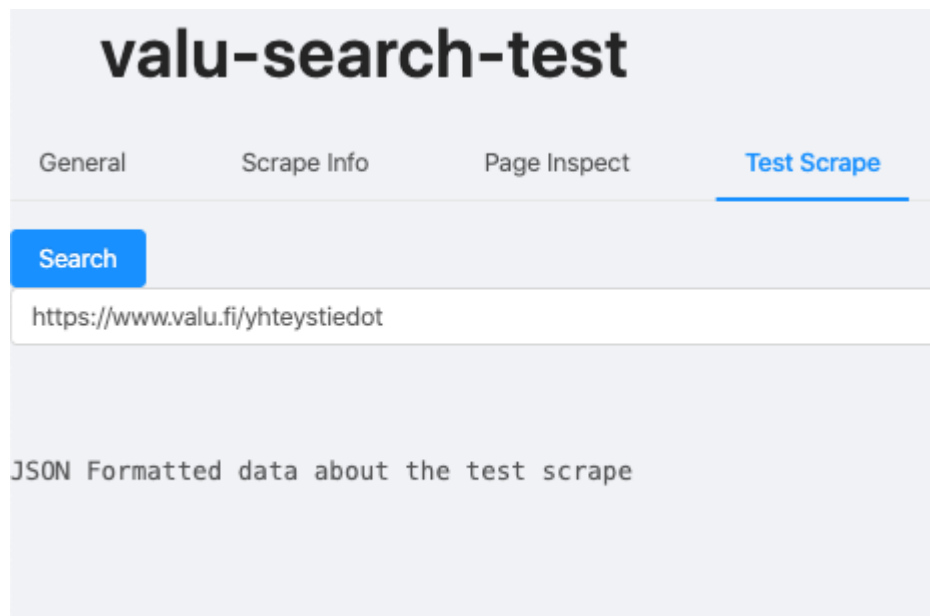 valu-search-test
General Scrape Info Page Inspect Test Scrape
Search
https://www.valu.fi/yhteystiedot
JSON Formatted data about the test scrape